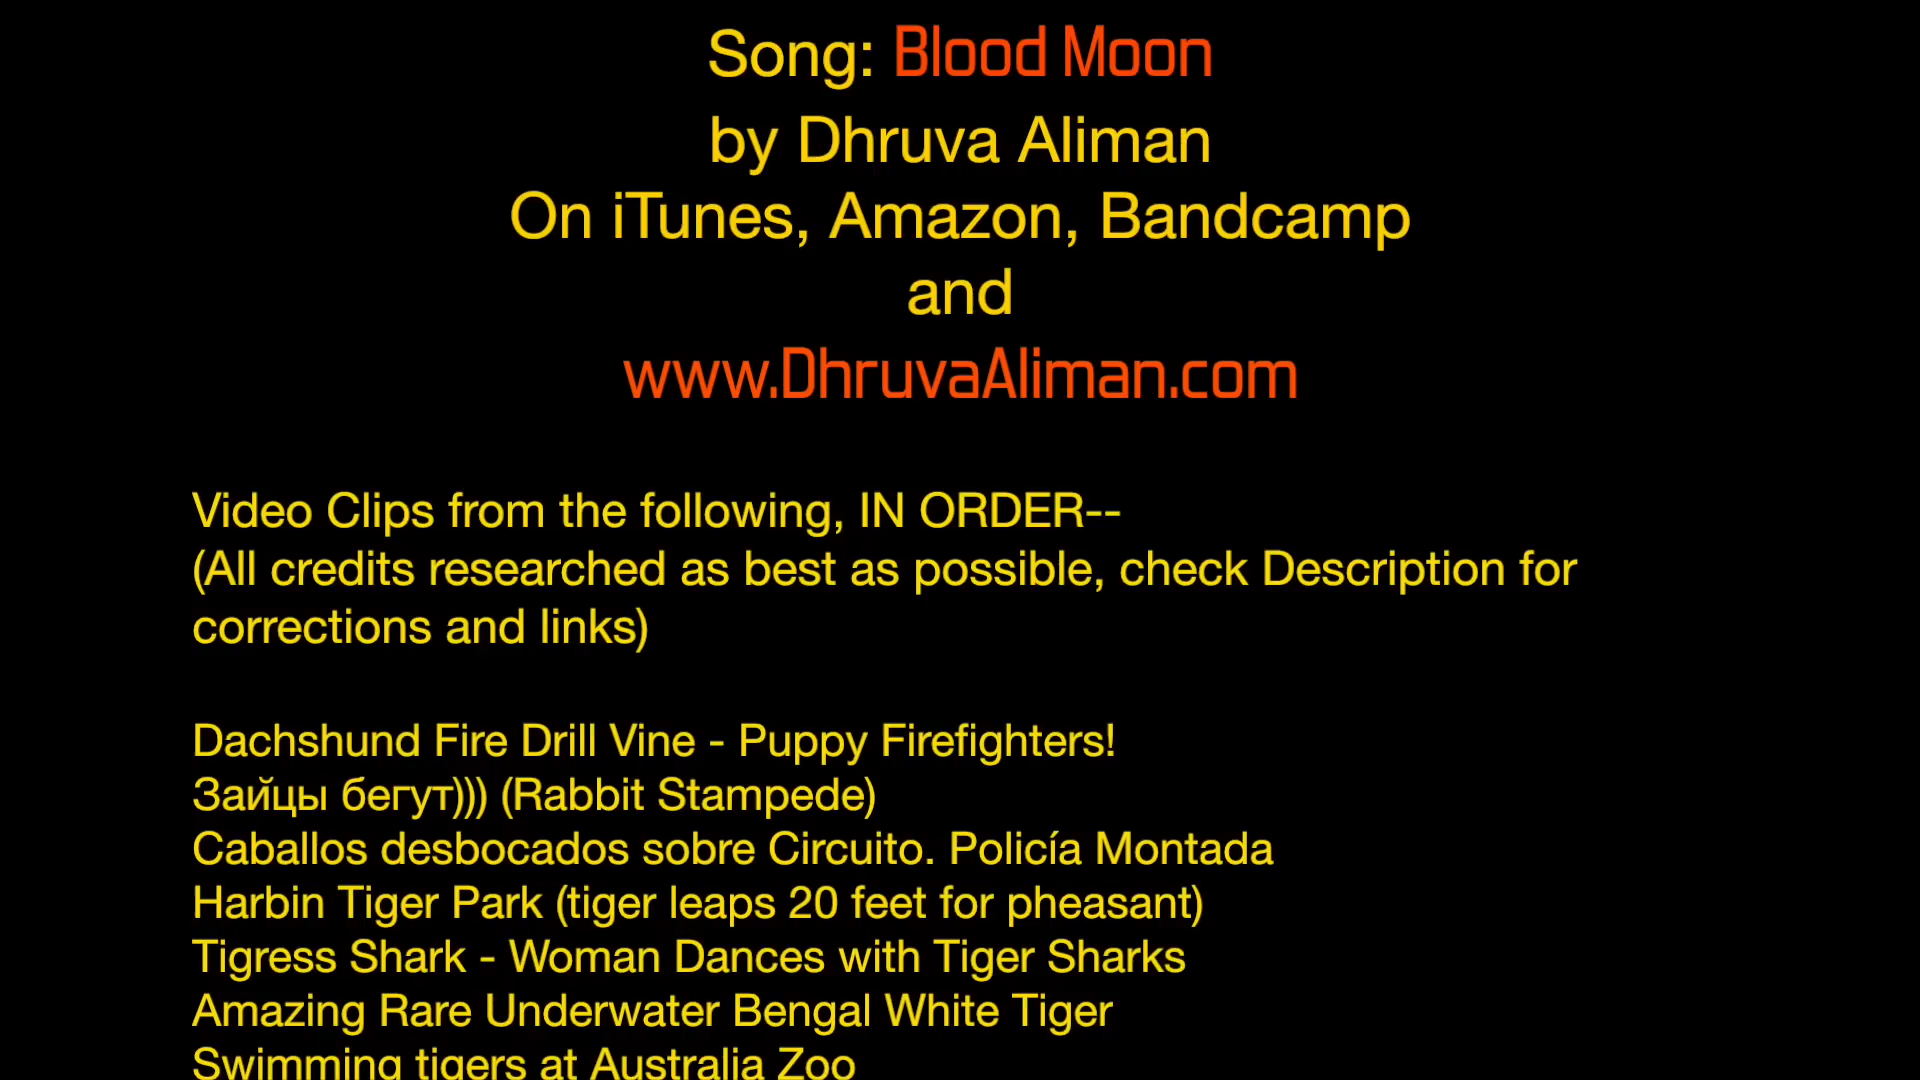 Song: Blood Moon
by Dhruva Aliman
On iTunes, Amazon, Bandcamp
and
www.DhruvaAliman.com
Video Clips from the following, IN ORDER--
(All credits researched as best as possible, check Description for
corrections and links)
Dachshund Fire Drill Vine - Puppy Firefighters!
Зайцы бегут))) (Rabbit Stampede)
Caballos desbocados sobre Circuito. Policía Montada
Harbin Tiger Park (tiger leaps 20 feet for pheasant)
Tigress Shark - Woman Dances with Tiger Sharks
Amazing Rare Underwater Bengal White Tiger
Swimming tigers at Australia Zoo